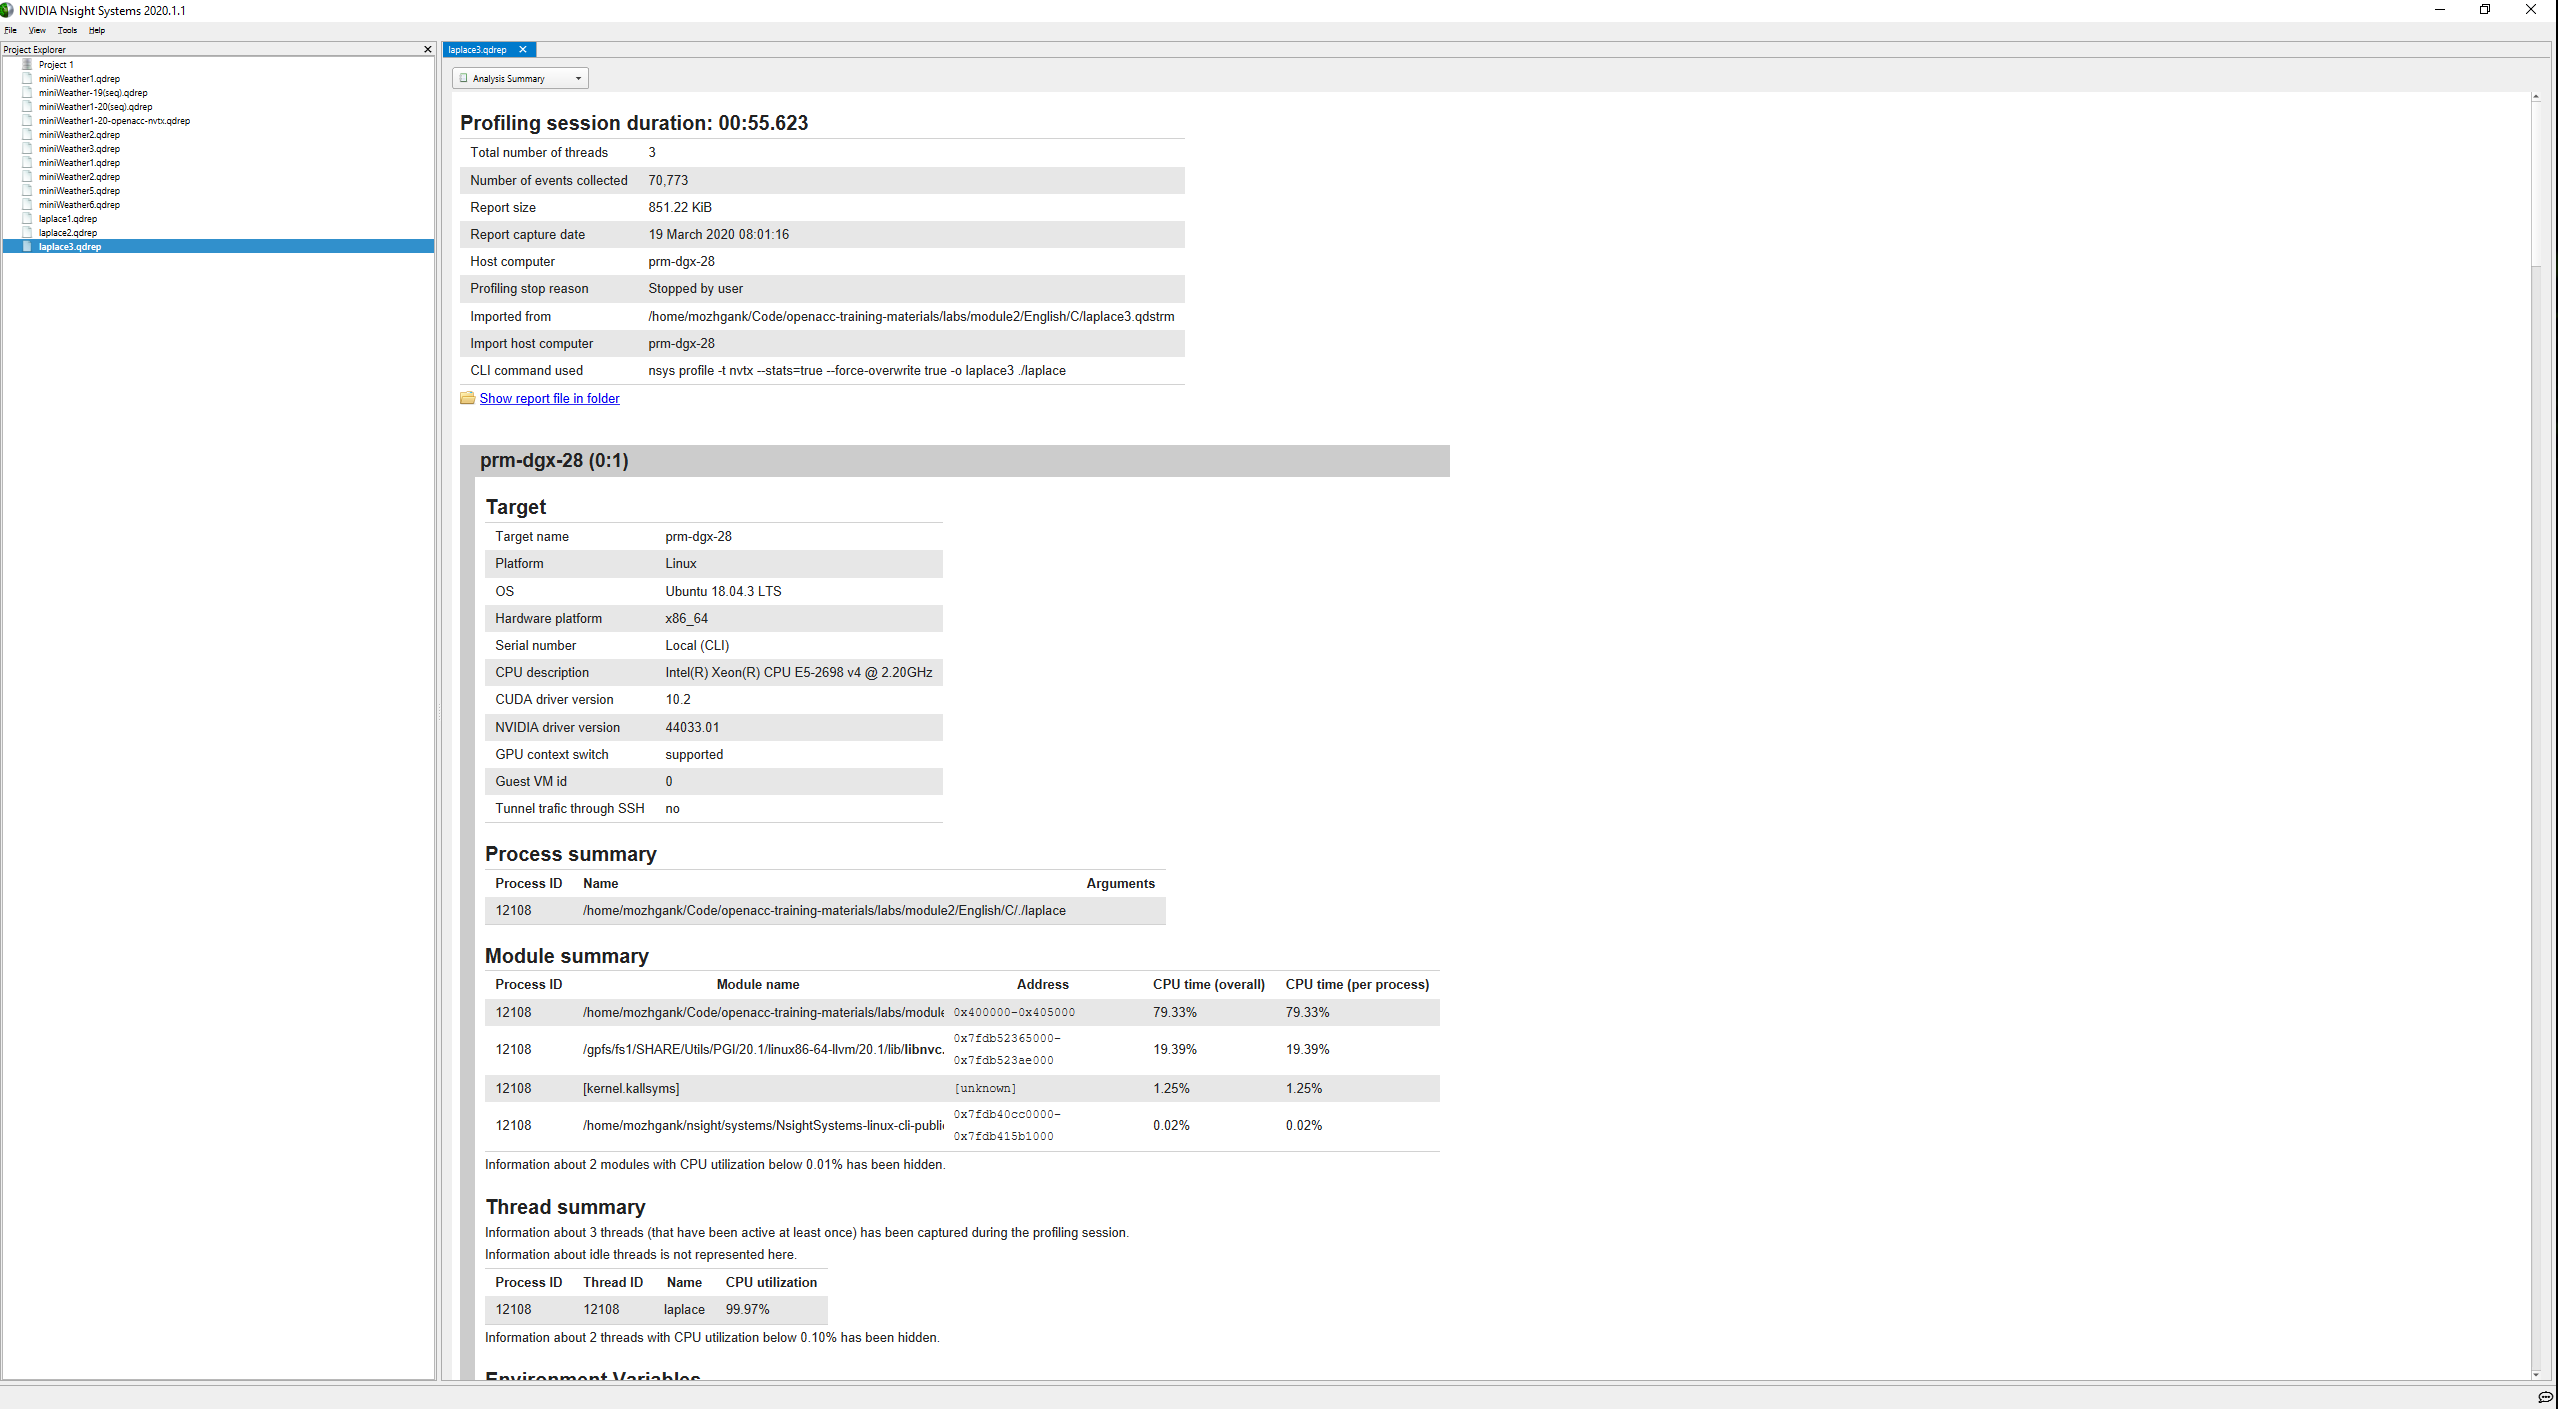 NVIDIA Nsight Systems 2020.1.1
File View Tools Help
Project Explorer
Project 1
miniWeather1.qdrep
miniWeather-19(seq).qdrep
miniWeather1-20(seq).qdrep
miniWeather1-20-openacc-nvtx.qdrep
miniWeather2.qdrep
miniWeather3.qdrep
miniWeather1.qdrep
miniWeather2.qdrep
miniWeather5.qdrep
miniWeather6.qdrep
laplace1.qdrep
laplace2.qdrep
laplace3.qdrep
laplace3.qdrep
Analysis Summary
Profiling session duration: 00:55.623
Total number of threads 3
Number of events collected 70,773
Report size 851.22 KiB
Report capture date 19 March 2020 08:01:16
Host computer prm-dgx-28
Profiling stop reason Stopped by user
Imported from /home/mozhgank/Code/openacc-training-materials/labs/module2/English/C/laplace3.qdstrm
Import host computer prm-dgx-28
CLI command used nsys profile -t nvtx --stats=true --force-overwrite true -o laplace3 ./laplace
Show report file in folder
prm-dgx-28 (0:1)
Target
Target name prm-dgx-28
Platform Linux
OS Ubuntu 18.04.3 LTS
Hardware platform x86_64
Serial number Local (CLI)
CPU description Intel(R) Xeon(R) CPU E5-2698 v4 @ 2.20GHz
CUDA driver version 10.2
NVIDIA driver version 44033.01
GPU context switch supported
Guest VM id 0
Tunnel trafic through SSH no
Process summary
Process ID Name Arguments
12108 /home/mozhgank/Code/openacc-training-materials/labs/module2/English/C/./laplace
Module summary
Process ID Module name Address CPU time (overall) CPU time (per process)
12108 /home/mozhgank/Code/openacc-training-materials/labs/module 0x400000-0x405000 79.33% 79.33%
12108 /gpfs/fs1/SHARE/Utils/PGI/20.1/linux86-64-llvm/20.1/lib/libnvc. 0x7fdb52365000-
0x7fdb523ae000 19.39% 19.39%
12108 [kernel.kallsyms] [unknown] 1.25% 1.25%
12108 /home/mozhgank/nsight/systems/NsightSystems-linux-cli-public 0x7fdb40cc0000-
0x7fdb415b1000 0.02% 0.02%
Information about 2 modules with CPU utilization below 0.01% has been hidden.
Thread summary
Information about 3 threads (that have been active at least once) has been captured during the profiling session.
Information about idle threads is not represented here.
Process ID Thread ID Name CPU utilization
12108 12108 laplace 99.97%
Information about 2 threads with CPU utilization below 0.10% has been hidden.
Environment Variables